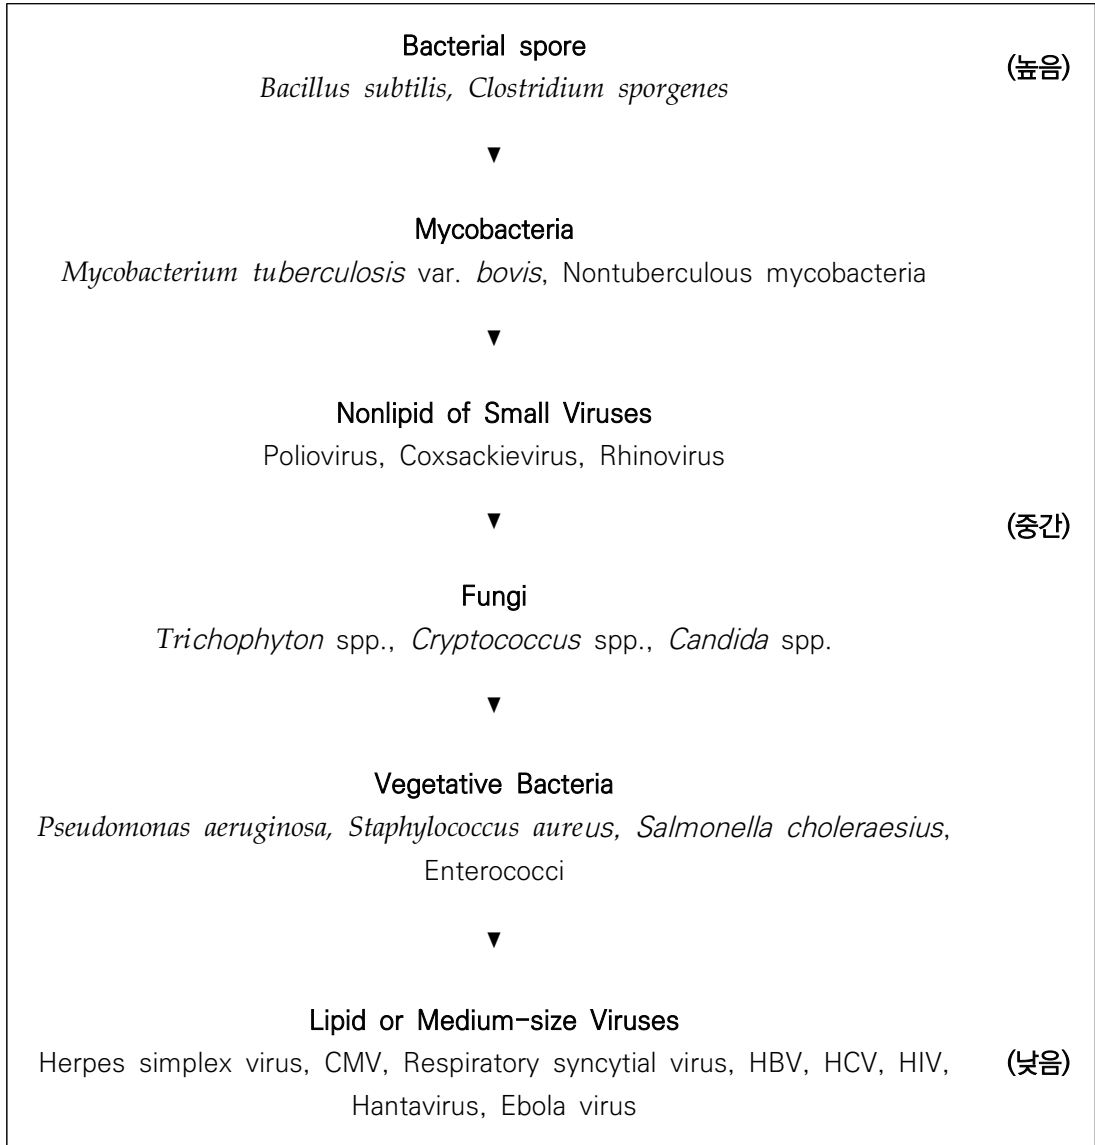 Bacterial spore
(높음)
Bacillus subtilis, Clostridium sporgenes
▼
Mycobacteria
Mycobacterium tuberculosis var. bovis, Nontuberculous mycobacteria
▼
Nonlipid of Small Viruses
Poliovirus, Coxsackievirus, Rhinovirus
▼
(중간)
Fungi
Trichophyton spp., Cryptococcus spp., Candida spp.
▼
Vegetative Bacteria
Pseudomonas aeruginosa, Staphylococcus aureus, Salmonella choleraesius,
Enterococci
▼
Lipid or Medium-size Viruses
Herpes simplex virus, CMV, Respiratory syncytial virus, HBV, HCV, HIV,
(낮음)
Hantavirus, Ebola virus